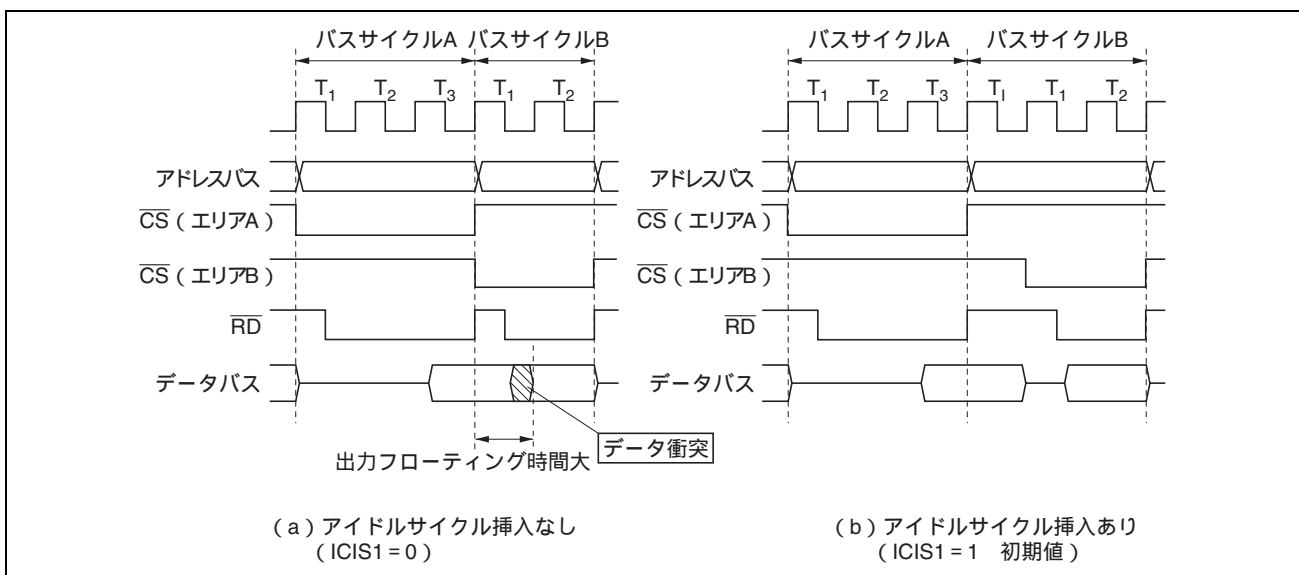 バスサイクルA バスサイクルB
T1 T2 T3 T1 T2
アドレスバス
CS（エリアA）
CS（エリアB）
RD
データバス
データ衝突
出力フローティング時間大
（a）アイドルサイクル挿入なし
（ICIS1＝0）
バスサイクルA バスサイクルB
T1 T2 T3 TI T1 T2
アドレスバス
CS（エリアA）
CS（エリアB）
RD
データバス
（b）アイドルサイクル挿入あり
（ICIS1＝1　初期値）